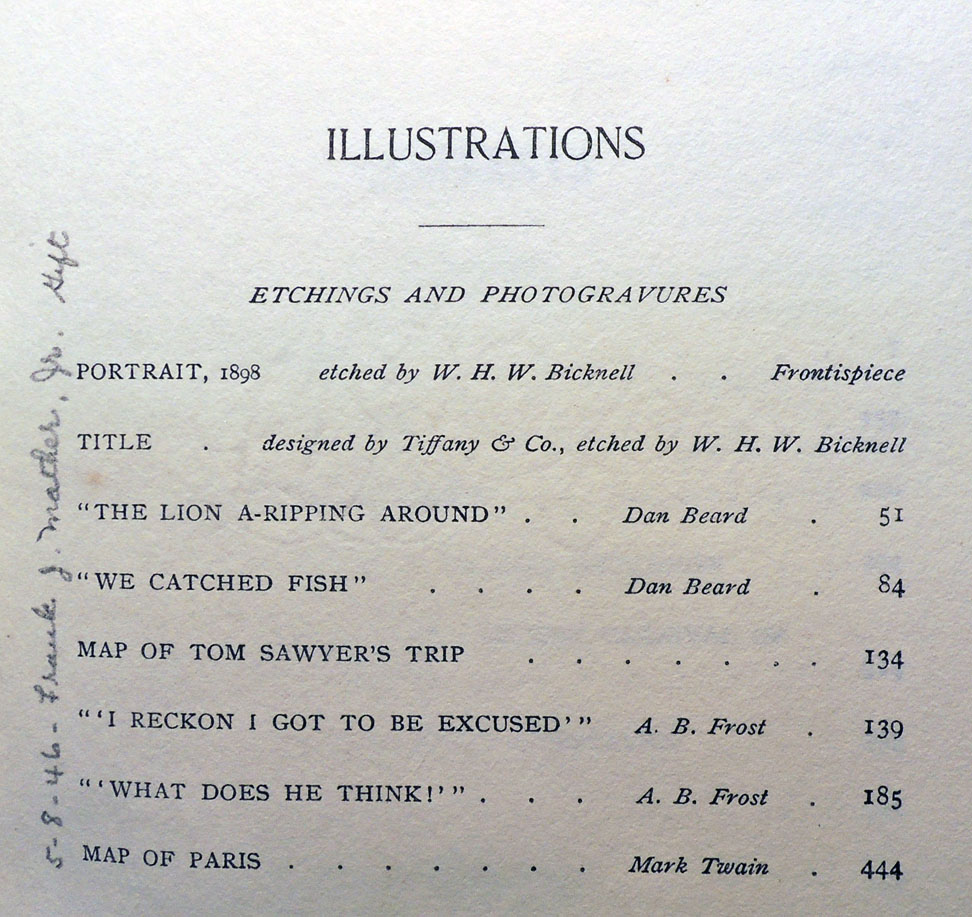 ILLUSTRATIONS
ETCHINGS AND PHOTOGRAVURES
PORTRAIT, 1898 etched by W. H. W. Bicknell . . Frontispiece
TITLE . designed by Tiffany & Co., etched by W. H. W. Bicknell
"THE LION A-RIPPING AROUND" . . Dan Beard . 51
"WE CATCHED FISH" . . . . Dan Beard . 84
MAP OF TOM SAWYER'S TRIP . . . . . . . 134
"'I RECKON I GOT TO BE EXCUSED'" A. B. Frost . 139
"'WHAT DOES HE THINK!'" . . . A. B. Frost . 185
MAP OF PARIS . . . . . . . Mark Twain . 444
5-8-46- Frank J. Mather, Jr. Gift